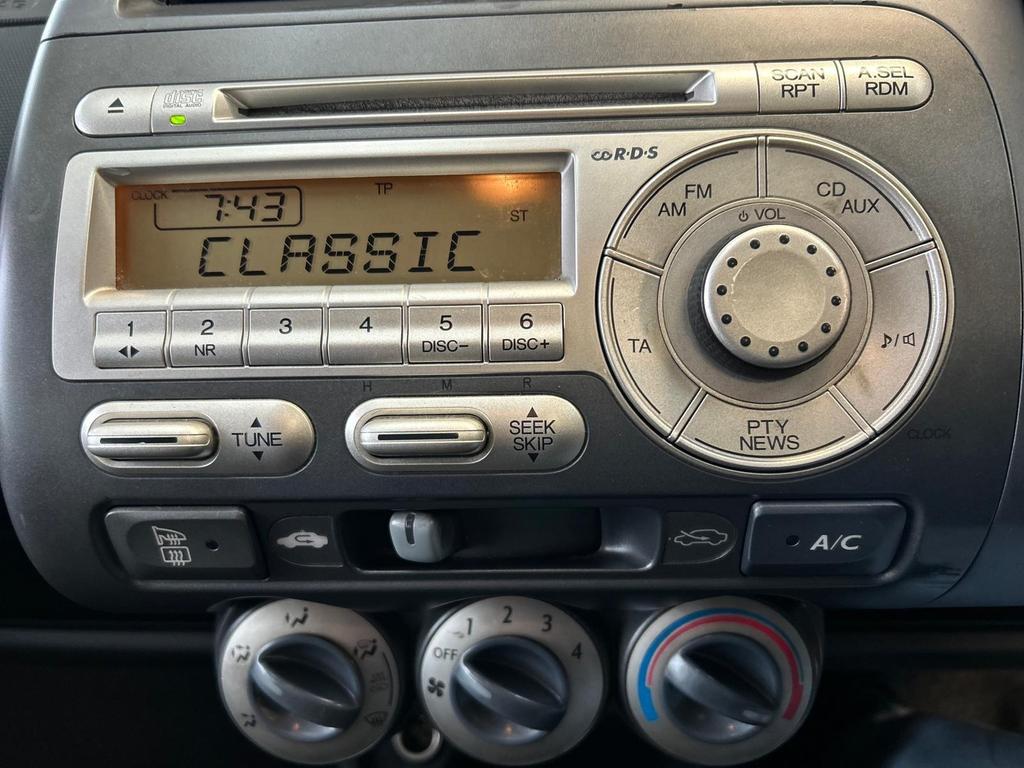 disc
DIGITAL AUDIO
SCAN
RPT
A.SEL
RDM
R·D·S
CLOCK
7:43
TP
ST
CLASSIC
FM
AM
CD
AUX
VOL
TA
PTY
NEWS
CLOCK
1
2
NR
3
4
5
DISC-
6
DISC+
H
M
R
TUNE
SEEK
SKIP
A/C
OFF
1
2
3
4